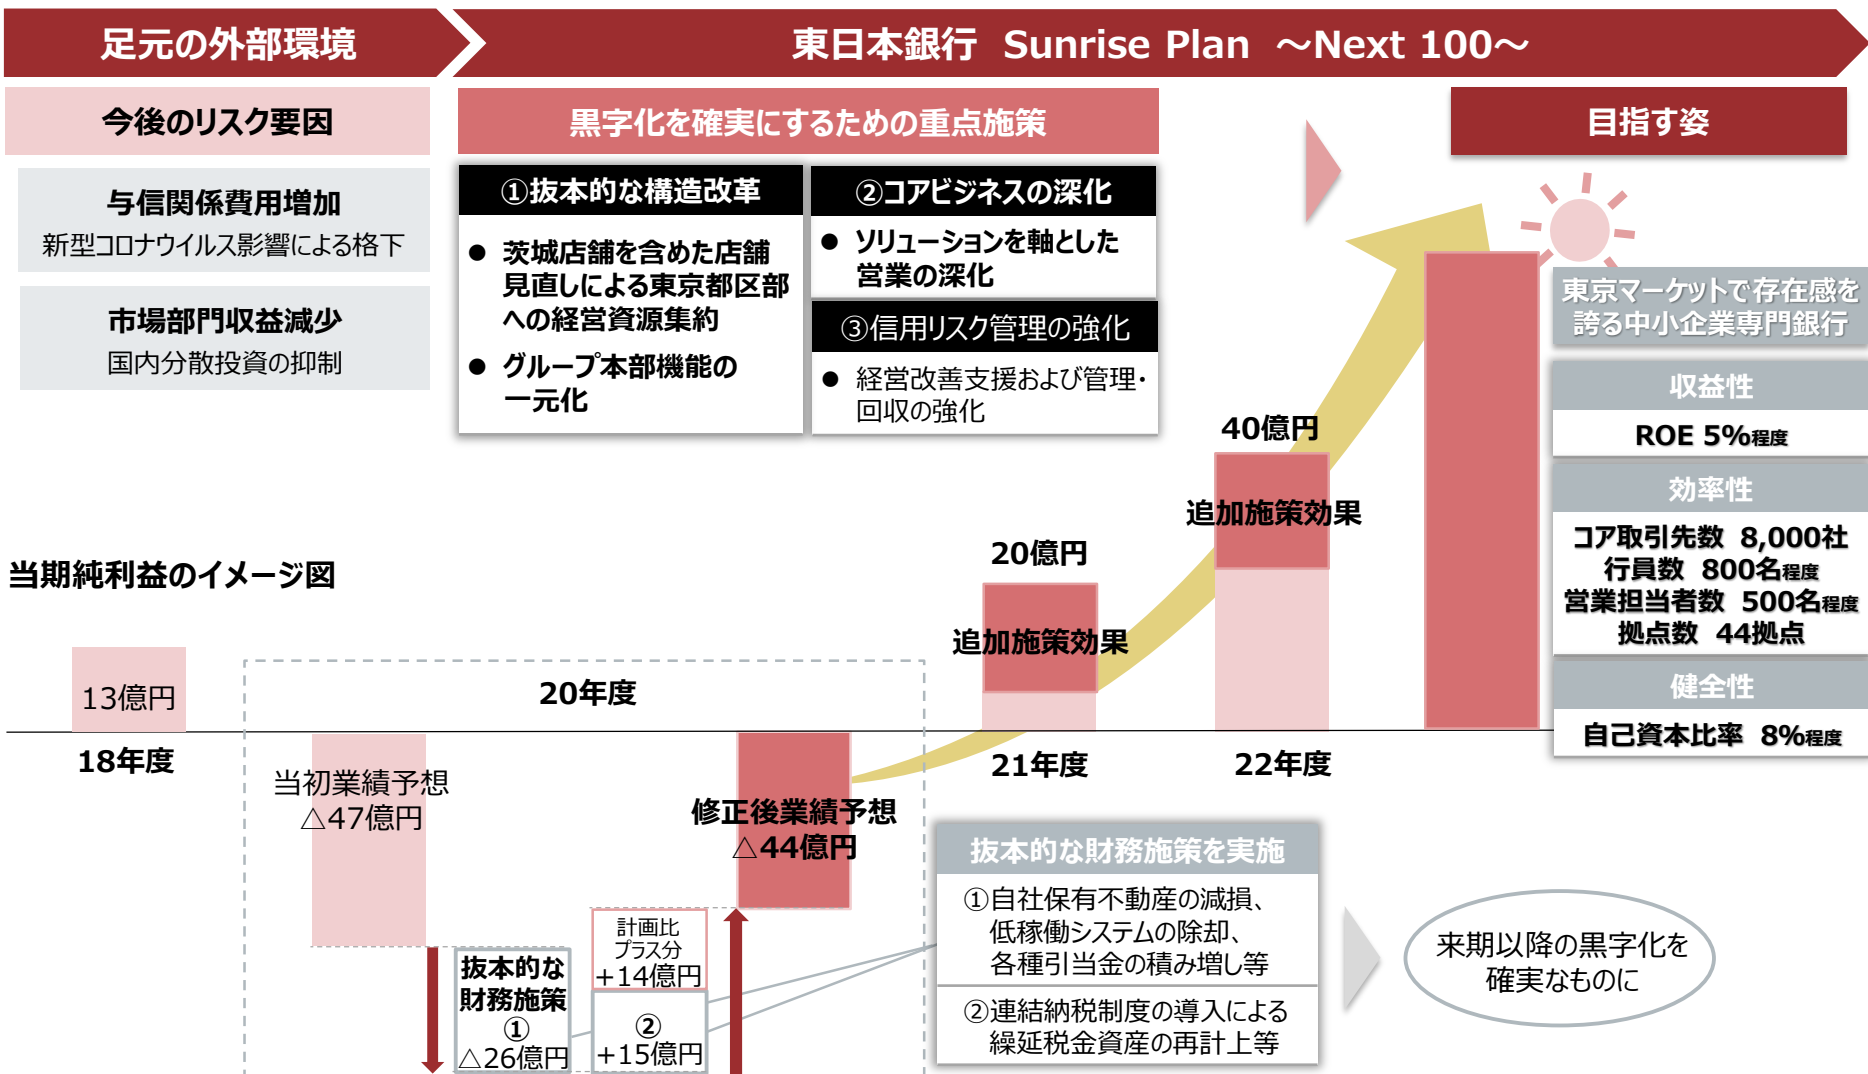 足元の外部環境
東日本銀行 Sunrise Plan ～Next 100～
今後のリスク要因
与信関係費用増加
新型コロナウイルス影響による格下
市場部門収益減少
国内分散投資の抑制
黒字化を確実にするための重点施策
①抜本的な構造改革
● 茨城店舗を含めた店舗
見直しによる東京都区部
への経営資源集約
● グループ本部機能の
一元化
②コアビジネスの深化
● ソリューションを軸とした
営業の深化
③信用リスク管理の強化
● 経営改善支援および管理・
回収の強化
目指す姿
東京マーケットで存在感を
誇る中小企業専門銀行
収益性
ROE 5%程度
効率性
コア取引先数 8,000社
行員数 800名程度
営業担当者数 500名程度
拠点数 44拠点
健全性
自己資本比率 8%程度
当期純利益のイメージ図
13億円
18年度
20年度
当初業績予想
△47億円
抜本的な
財務施策
①
△26億円
計画比
プラス分
+14億円
②
+15億円
修正後業績予想
△44億円
20億円
追加施策効果
21年度
40億円
追加施策効果
22年度
抜本的な財務施策を実施
①自社保有不動産の減損、
低稼働システムの除却、
各種引当金の積み増し等
②連結納税制度の導入による
繰延税金資産の再計上等
来期以降の黒字化を
確実なものに